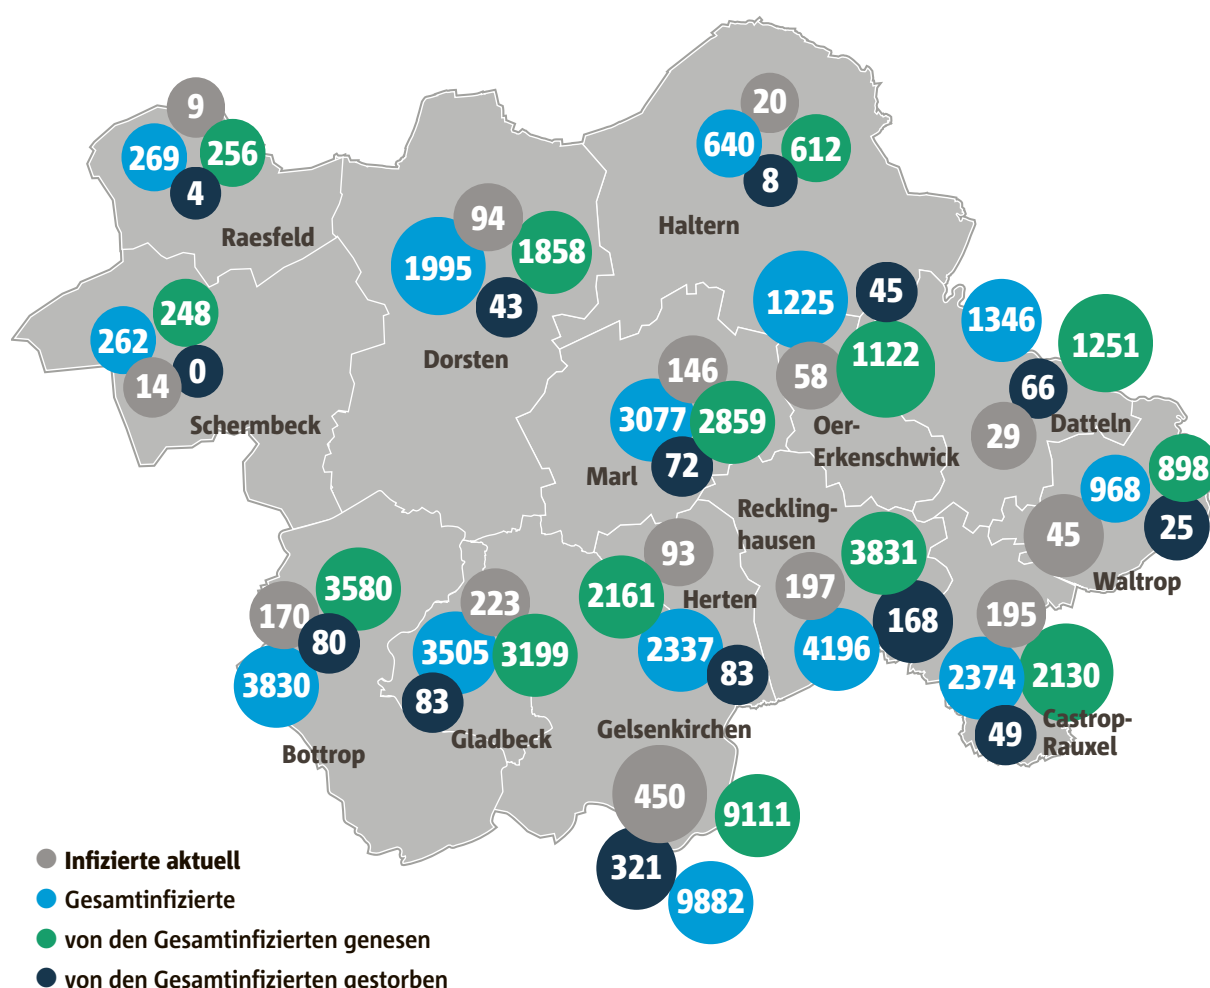 9
269
256
4
Raesfeld
20
640
612
8
Haltern
94
1995
1858
43
Dorsten
248
262
14
0
Schermbeck
1225
45
58
1122
Oer-
Erkenschwick
1346
1251
66
29
Datteln
146
3077
2859
72
Marl
968
898
45
25
Waltrop
Reckling-
hausen
3831
197
168
4196
93
2161
Herten
2337
83
3580
170
80
3830
Bottrop
223
3505
3199
83
Gladbeck
195
2374
2130
49
Castrop-
Rauxel
Gelsenkirchen
450
9111
321
9882
Infizierte aktuell
Gesamtinfizierte
von den Gesamtinfizierten genesen
von den Gesamtinfizierten gestorben